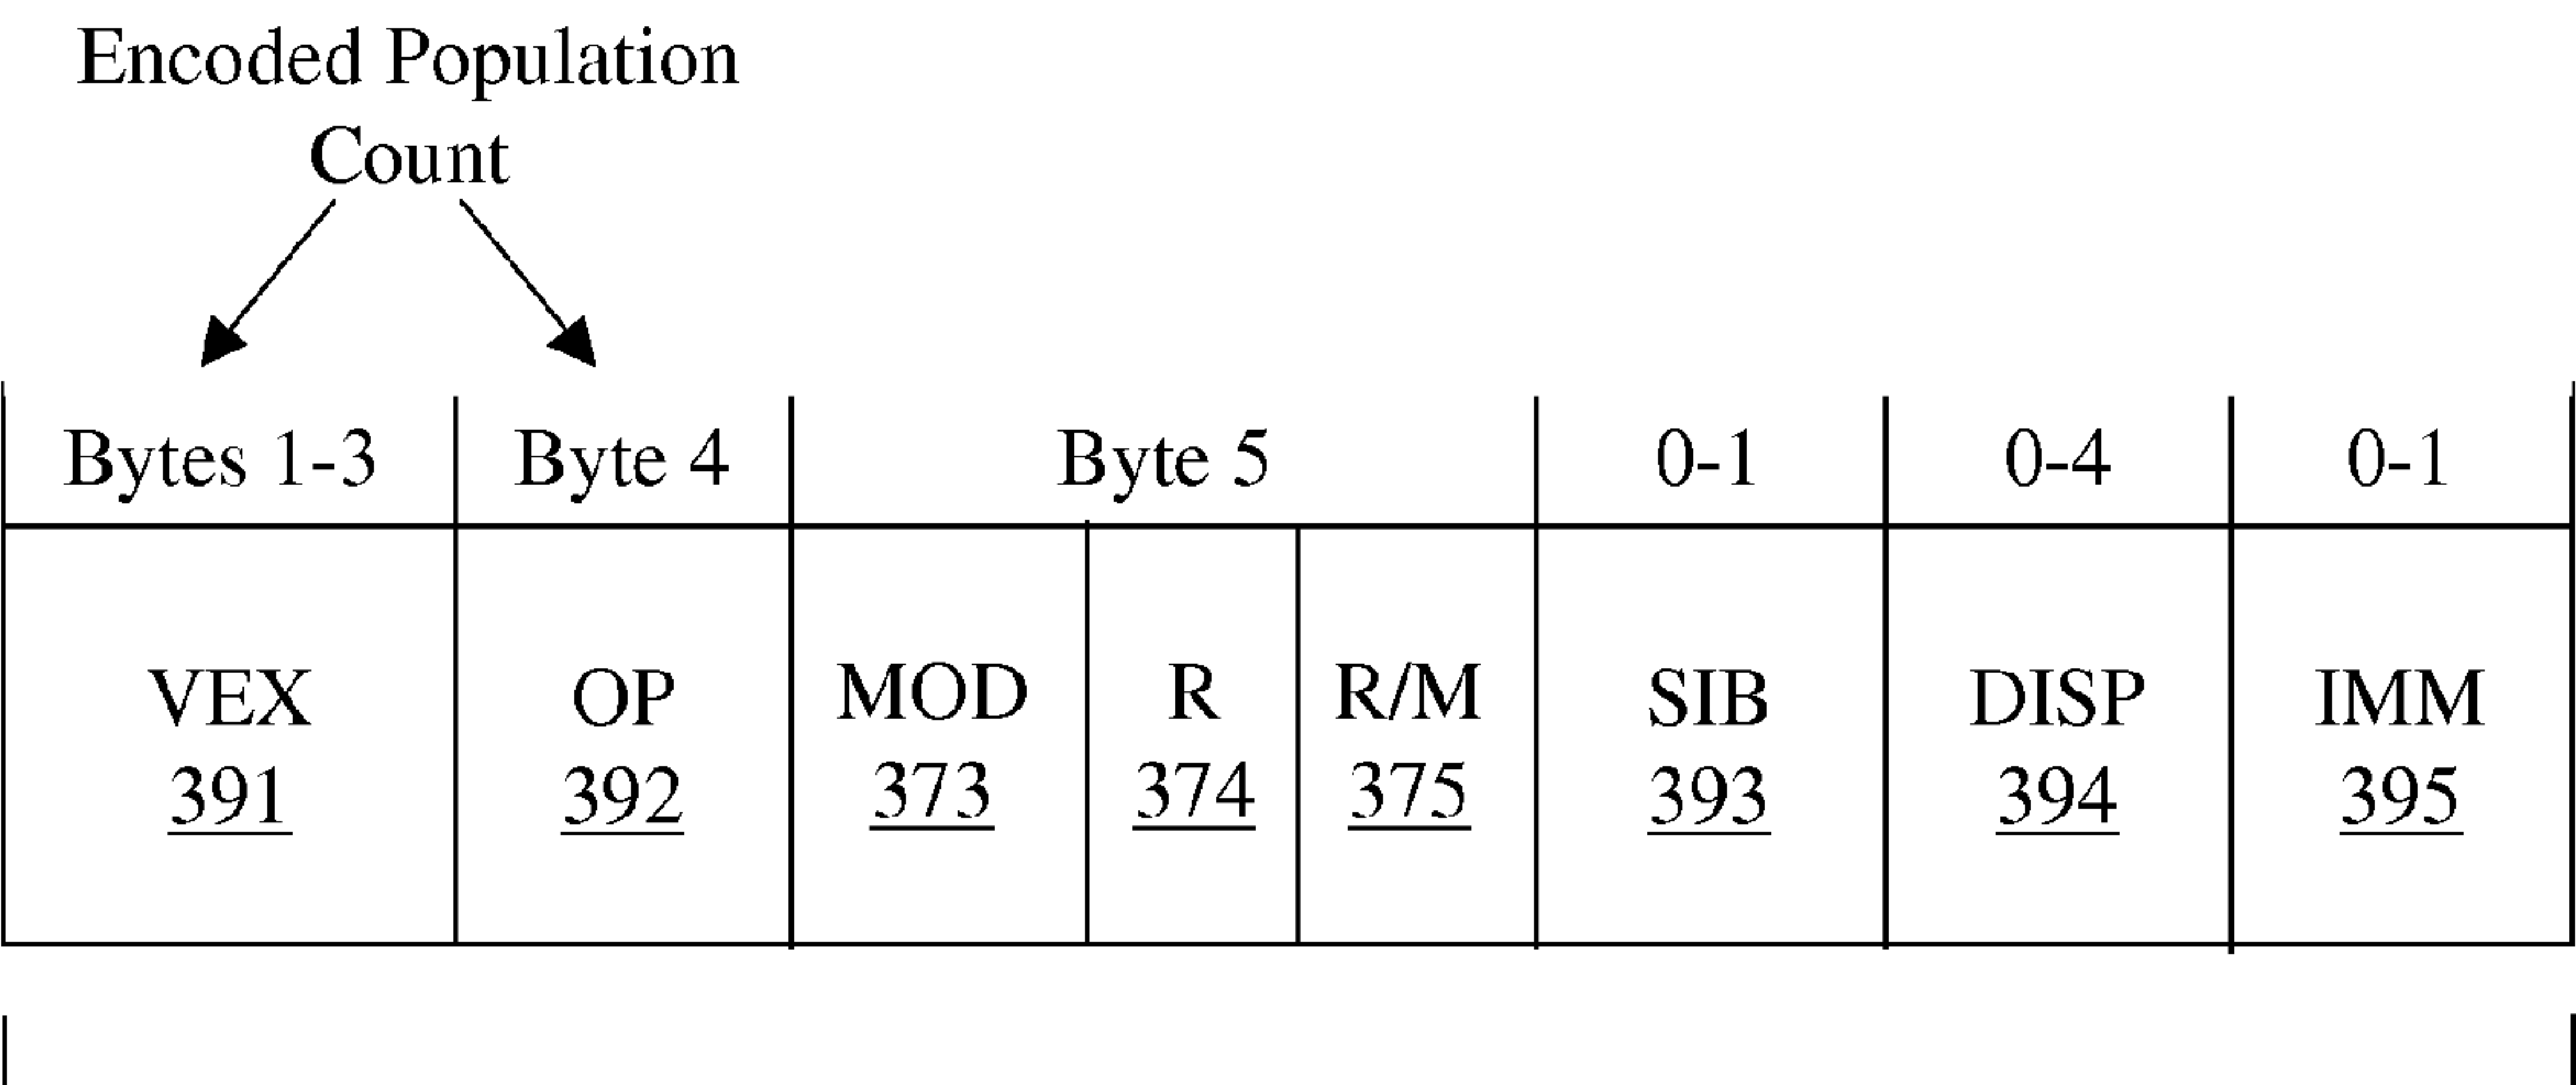 Encoded Population
Count
Bytes 1-3 Byte 4 Byte 5 0-1 0-4 0-1
VEX OP MOD R R/M SIB DISP IMM
391 392 373 374 375 393 394 395